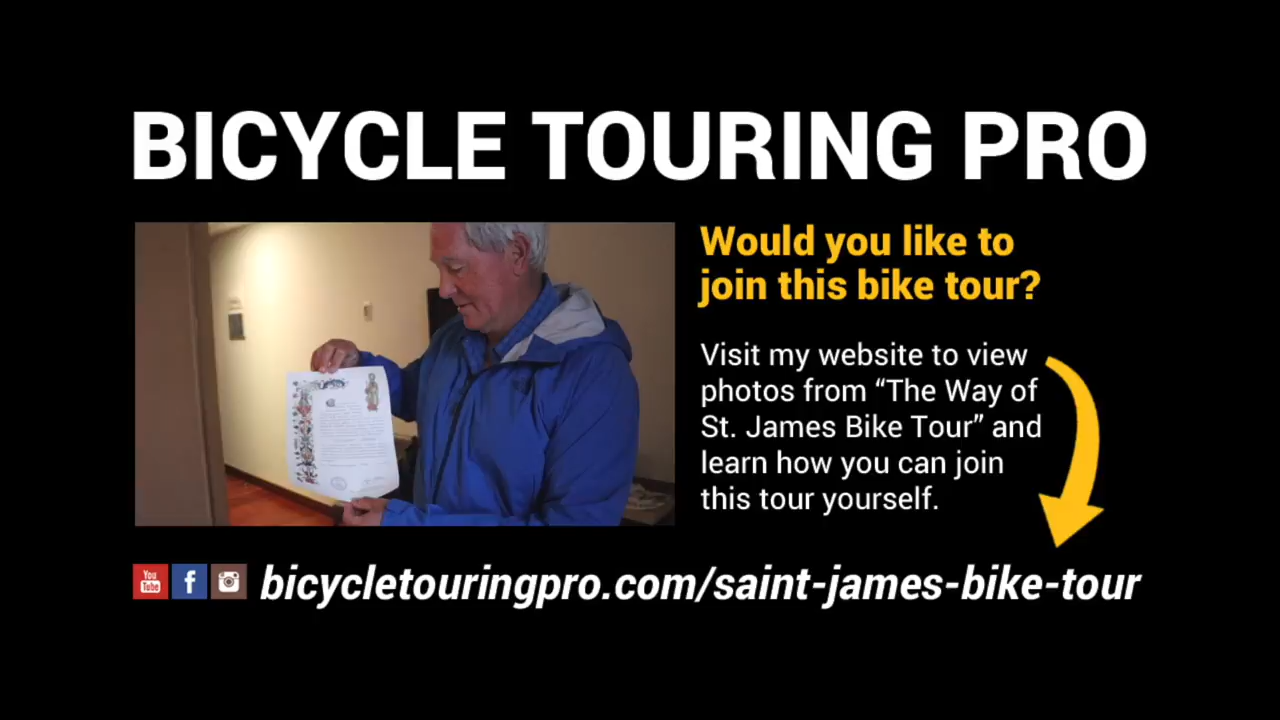 BICYCLE TOURING PRO
Would you like to
join this bike tour?
Visit my website to view
photos from “The Way of
St. James Bike Tour” and
learn how you can join
this tour yourself.
You
Tube
f
bicycletouringpro.com/saint-james-bike-tour